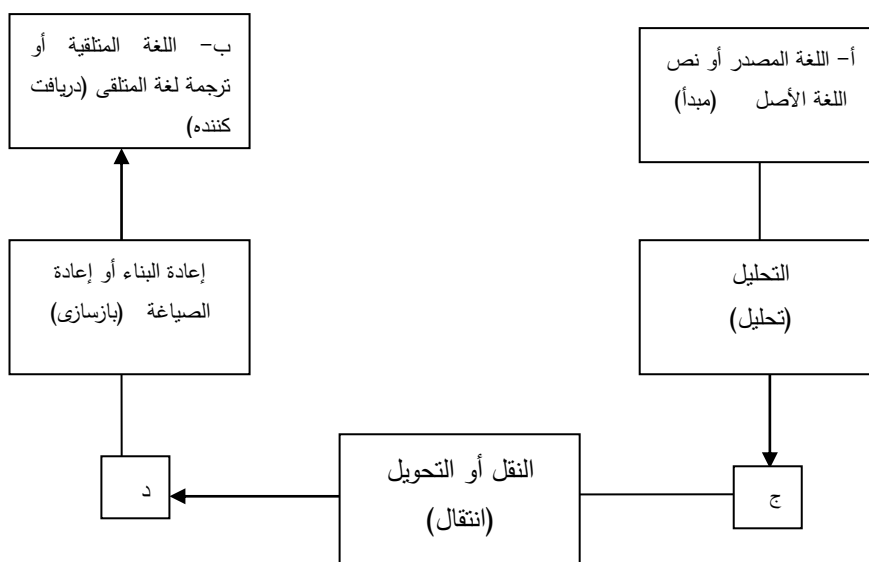 أ- اللغة المصدر أو نص
اللغة الأصل (مبدأ)
التحليل
(تحليل)
ج
النقل أو التحويل
(انتقال)
د
إعادة البناء أو إعادة
الصياغة (بازسازى)
ب- اللغة المتلقية أو
ترجمة لغة المتلقى (دريافت
كننده)